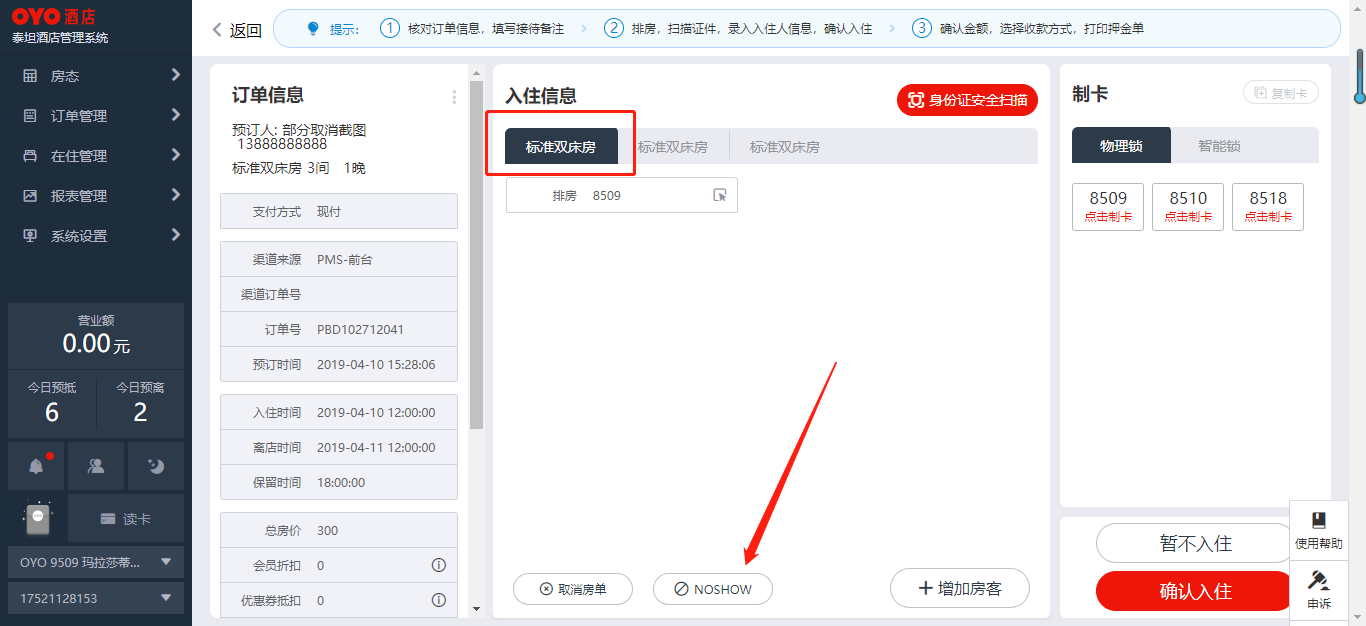 OYO 酒店
泰坦酒店管理系统
房态
订单管理
在住管理
报表管理
系统设置
营业额
0.00元
今日预抵 今日预离
6 2
读卡
OYO 9509 玛拉莎蒂...
17521128153
返回
提示: 1 核对订单信息，填写接待备注 2 排房，扫描证件，录入入住人信息，确认入住 3 确认金额，选择收款方式，打印押金单
订单信息
预订人: 部分取消截图
13888888888
标准双床房 3间 1晚
支付方式 现付
渠道来源 PMS-前台
渠道订单号
订单号 PBD102712041
预订时间 2019-04-10 15:28:06
入住时间 2019-04-10 12:00:00
离店时间 2019-04-11 12:00:00
保留时间 18:00:00
总房价 300
会员折扣 0
优惠券抵扣 0
入住信息
身份证安全扫描
标准双床房 标准双床房 标准双床房
排房 8509
取消房单 NOSHOW 增加房客
制卡
复制卡
物理锁 智能锁
8509 8510 8518
点击制卡 点击制卡 点击制卡
暂不入住
确认入住
使用帮助
申诉